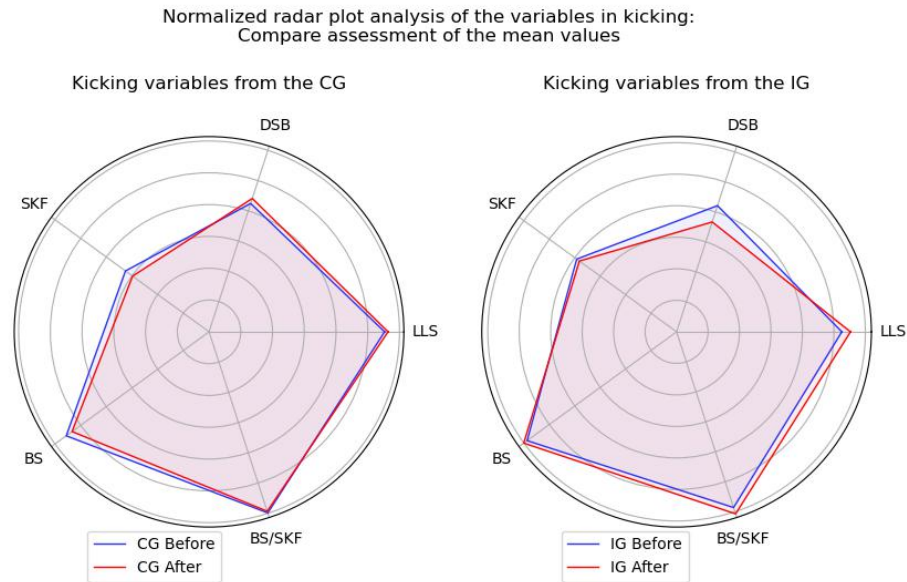 Normalized radar plot analysis of the variables in kicking:
Compare assessment of the mean values
Kicking variables from the CG
Kicking variables from the IG
DSB
SKF
LLS
BS
BS/SKF
CG Before
CG After
DSB
SKF
LLS
BS
BS/SKF
IG Before
IG After